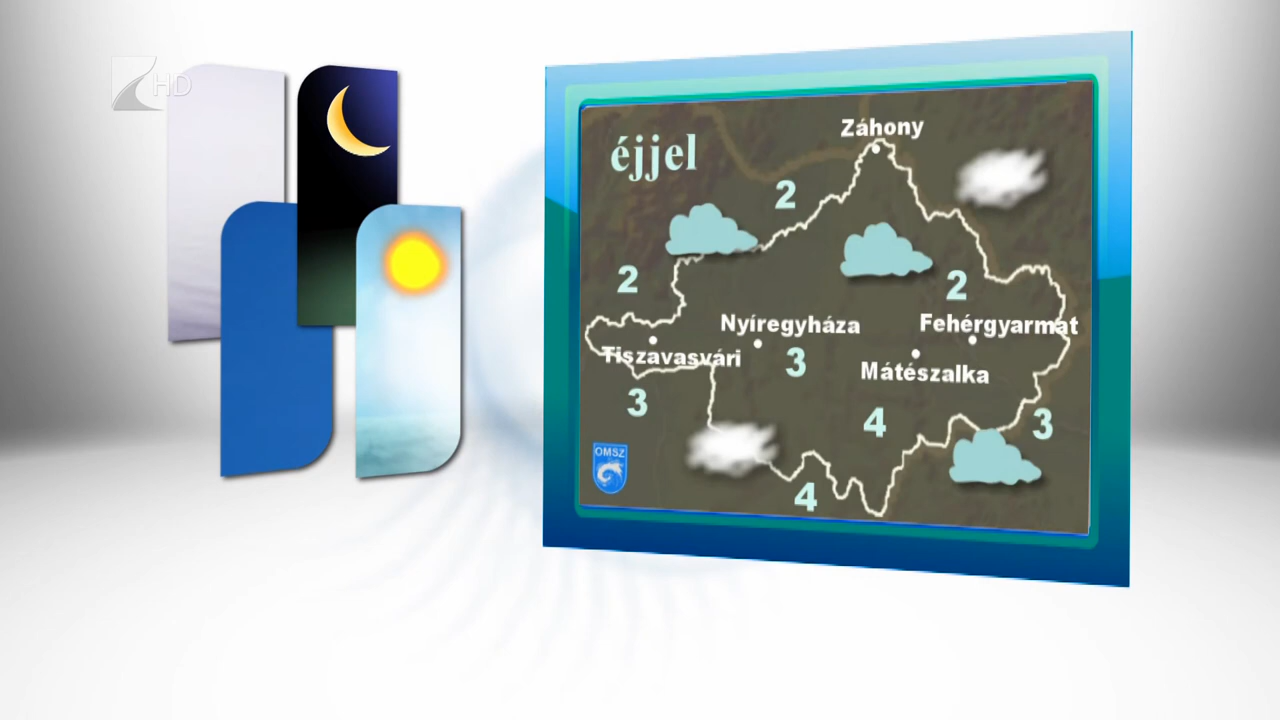 HD
éjjel
Záhony
2
2
2
Nyíregyháza
Fehérgyarmat
Tiszavasvári
3
Mátészalka
3
4
3
OMSZ
4